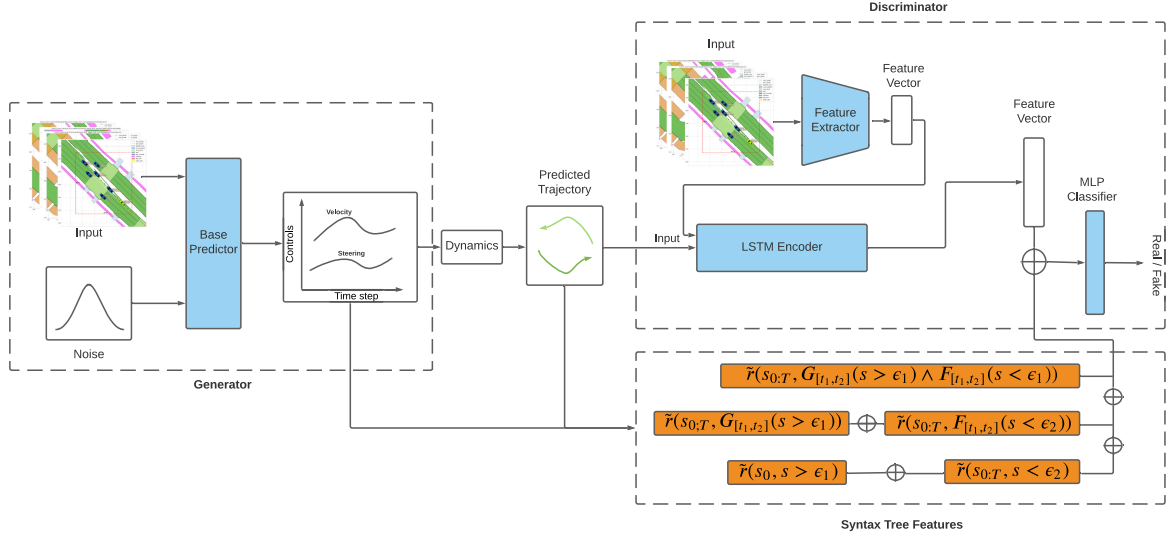 Discriminator
Input
Feature
Vector
Feature
Extractor
Feature
Vector
MLP
Classifier
Real / Fake
Input
LSTM Encoder
Input
Base
Predictor
Noise
Generator
Controls
Velocity
Steering
Time step
Dynamics
Predicted
Trajectory
r̃(s₀:T, G[t₁,t₂](s > ϵ₁) ∧ F[t₁,t₂](s < ϵ₁))
r̃(s₀:T, G[t₁,t₂](s > ϵ₁))
r̃(s₀:T, F[t₁,t₂](s < ϵ₂))
r̃(s₀, s > ϵ₁)
r̃(s₀:T, s < ϵ₂)
Syntax Tree Features